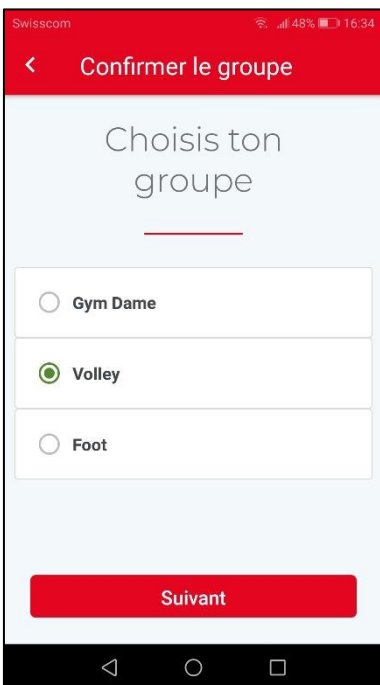 Swisscom 48% 16:34
Confirmer le groupe
Choisis ton
groupe
Gym Dame
Volley
Foot
Suivant